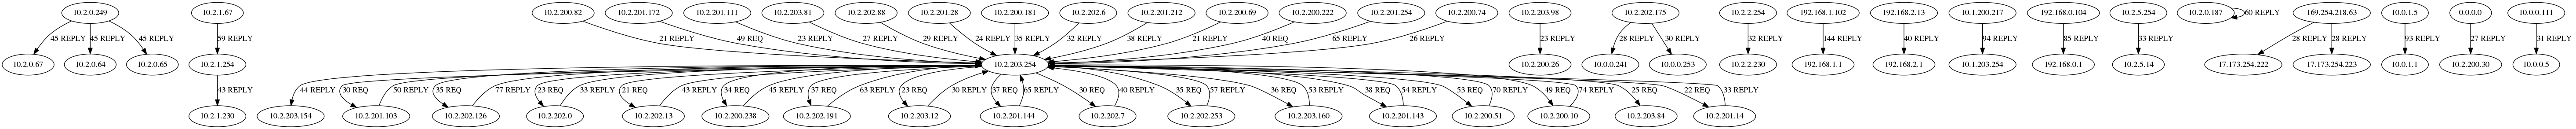 10.2.0.249 10.2.1.67 10.2.200.82 10.2.201.172 10.2.201.111 10.2.203.81 10.2.202.88 10.2.201.28 10.2.200.181 10.2.202.6 10.2.201.212 10.2.200.69 10.2.200.222 10.2.201.254 10.2.200.74 10.2.203.98 10.2.202.175 10.2.2.254 192.168.1.102 192.168.2.13 10.1.200.217 192.168.0.104 10.2.5.254 10.2.0.187 60 REPLY 169.254.218.63 10.0.1.5 0.0.0.0 10.0.0.111
45 REPLY 45 REPLY 45 REPLY 59 REPLY 21 REPLY 49 REQ 23 REPLY 27 REPLY 29 REPLY 24 REPLY 35 REPLY 32 REPLY 38 REPLY 21 REPLY 40 REQ 65 REPLY 26 REPLY 23 REPLY 28 REPLY 30 REPLY 32 REPLY 144 REPLY 40 REPLY 94 REPLY 85 REPLY 33 REPLY 28 REPLY 28 REPLY 93 REPLY 27 REPLY 31 REPLY
10.2.0.67 10.2.0.64 10.2.0.65 10.2.1.254 10.2.203.254 10.2.200.26 10.0.0.241 10.0.0.253 10.2.2.230 192.168.1.1 192.168.2.1 10.1.203.254 192.168.0.1 10.2.5.14 17.173.254.222 17.173.254.223 10.0.1.1 10.2.200.30 10.0.0.5
43 REPLY 44 REPLY 30 REQ 50 REPLY 35 REQ 77 REPLY 23 REQ 33 REPLY 21 REQ 43 REPLY 34 REQ 45 REPLY 37 REQ 63 REPLY 23 REQ 30 REPLY 37 REQ 65 REPLY 30 REQ 40 REPLY 35 REQ 57 REPLY 36 REQ 53 REPLY 38 REQ 54 REPLY 53 REQ 70 REPLY 49 REQ 74 REPLY 25 REQ 22 REQ 33 REPLY
10.2.1.230 10.2.203.154 10.2.201.103 10.2.202.126 10.2.202.0 10.2.202.13 10.2.200.238 10.2.202.191 10.2.203.12 10.2.201.144 10.2.202.7 10.2.202.253 10.2.203.160 10.2.201.143 10.2.200.51 10.2.200.10 10.2.203.84 10.2.201.14